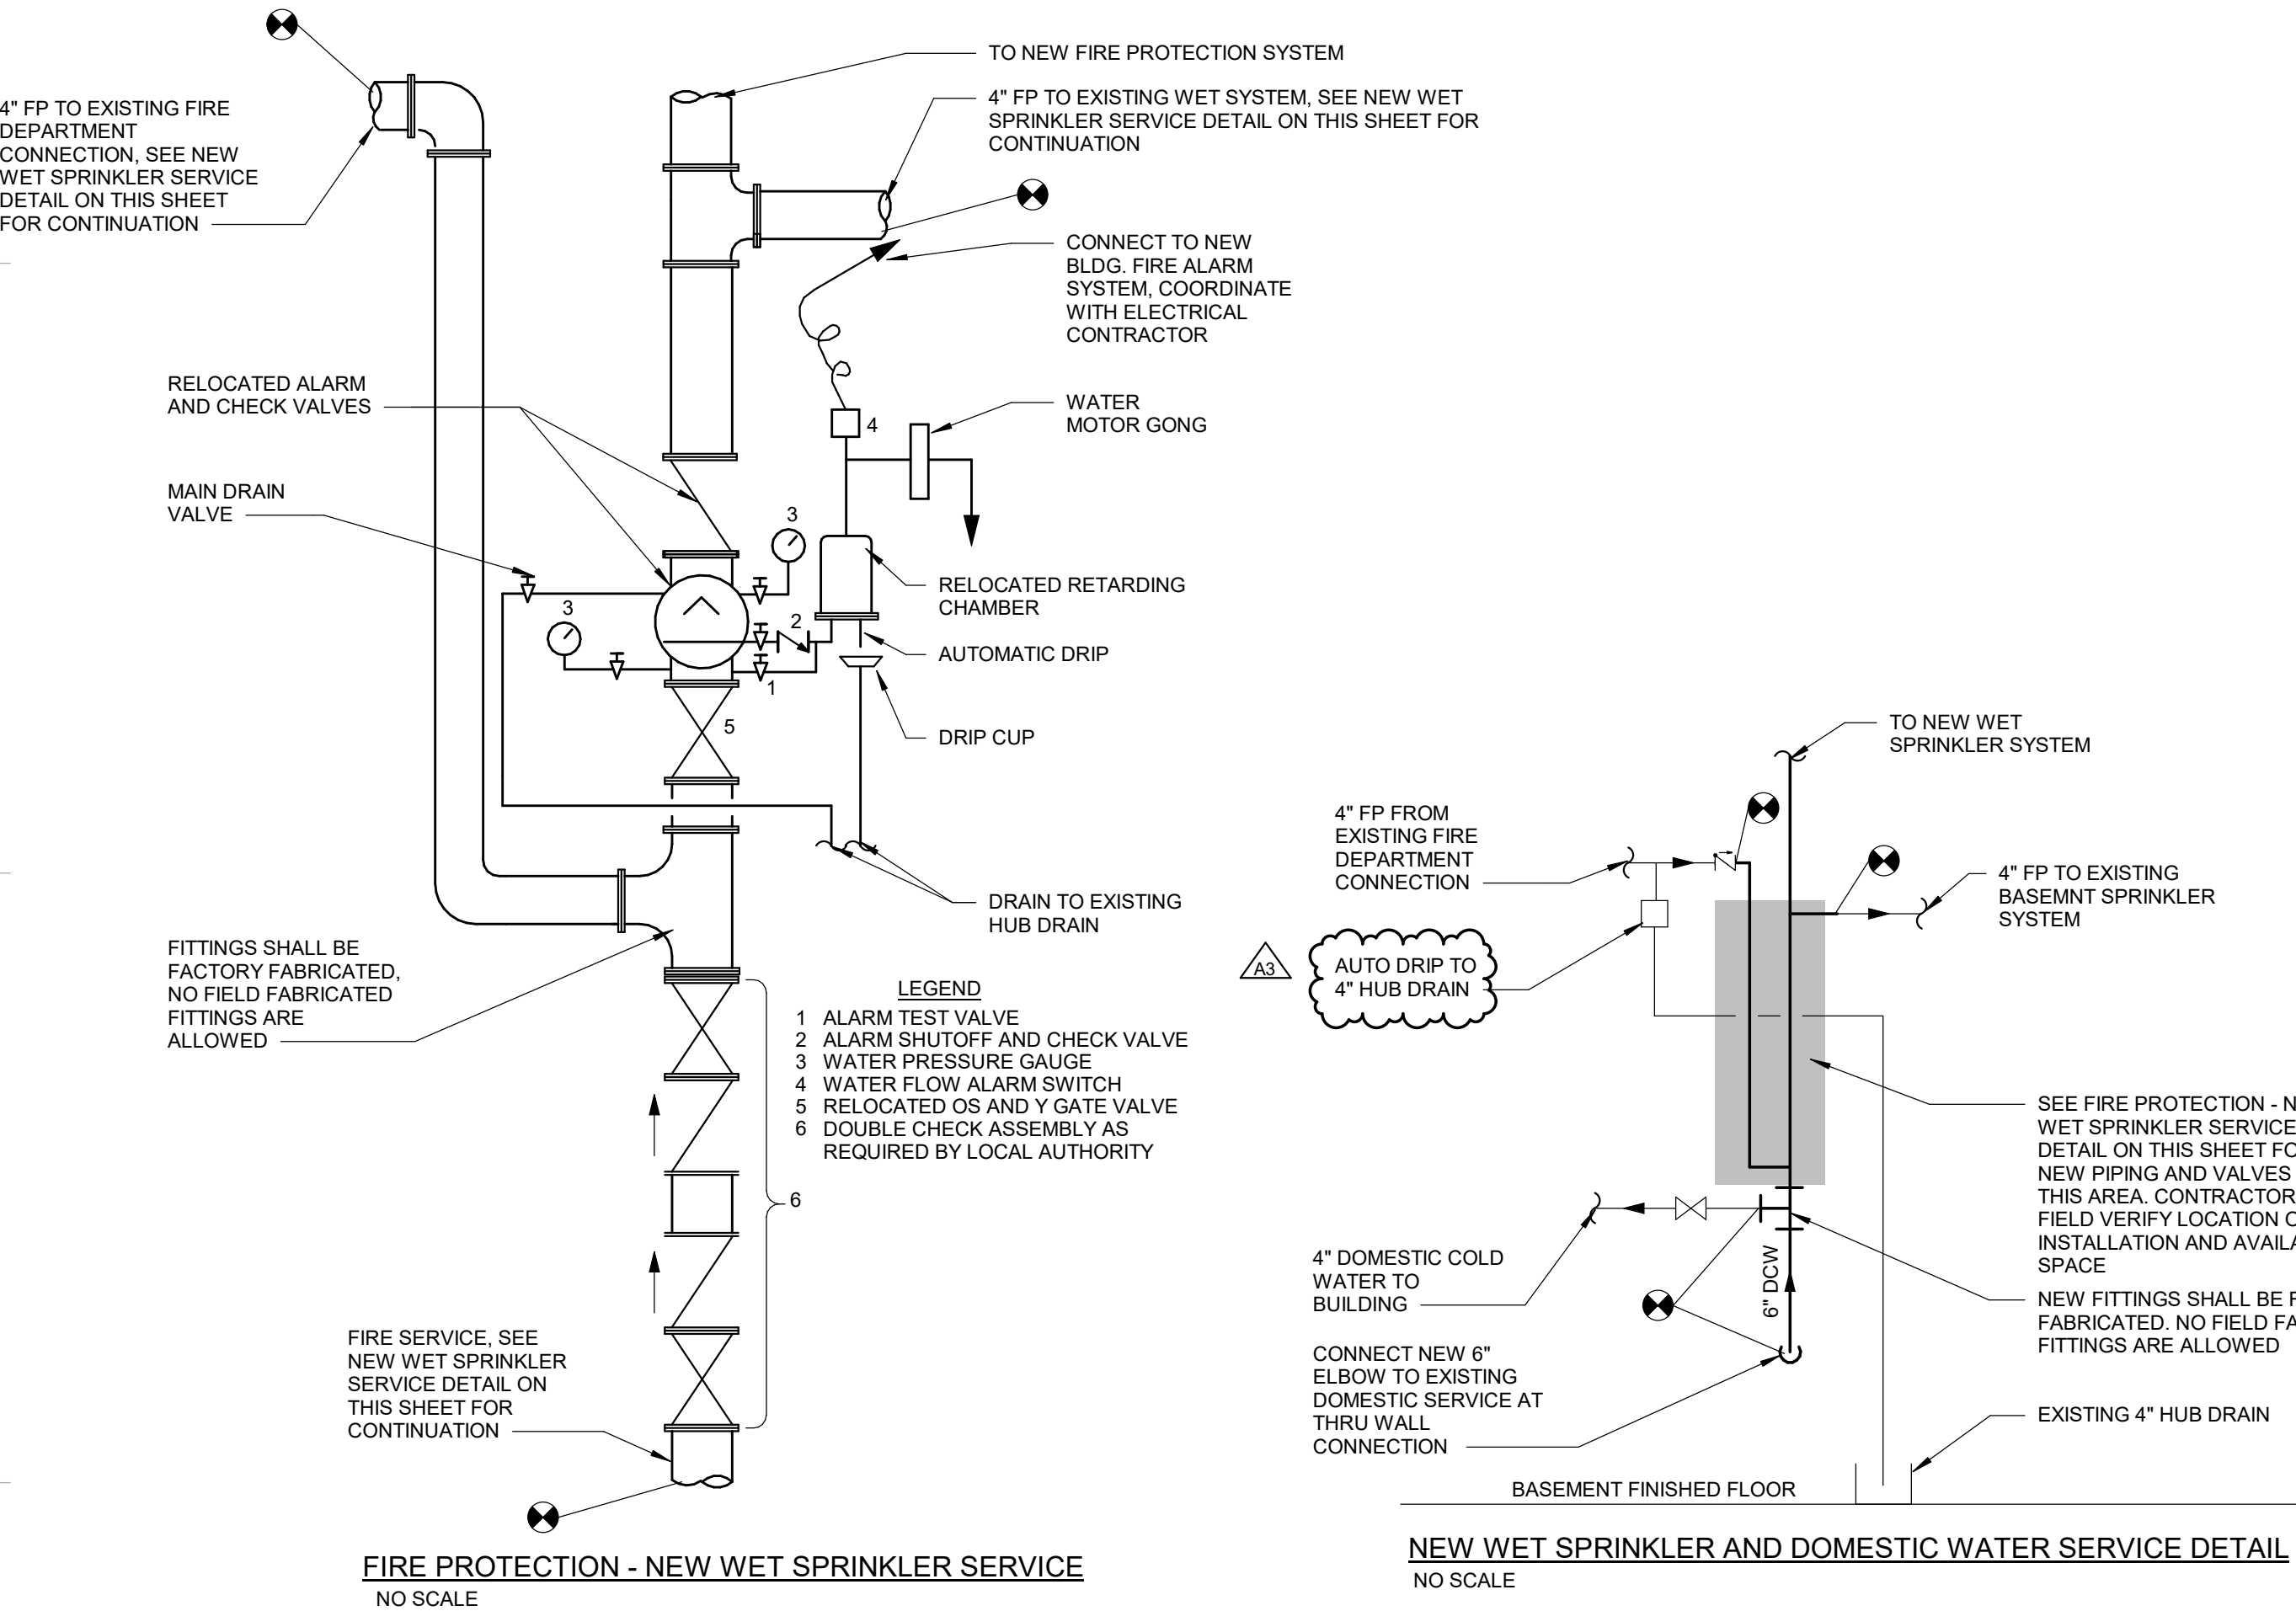 4" FP TO EXISTING FIRE
DEPARTMENT
CONNECTION, SEE NEW
WET SPRINKLER SERVICE
DETAIL ON THIS SHEET
FOR CONTINUATION
TO NEW FIRE PROTECTION SYSTEM
4" FP TO EXISTING WET SYSTEM, SEE NEW WET
SPRINKLER SERVICE DETAIL ON THIS SHEET FOR
CONTINUATION
CONNECT TO NEW
BLDG. FIRE ALARM
SYSTEM, COORDINATE
WITH ELECTRICAL
CONTRACTOR
RELOCATED ALARM
AND CHECK VALVES
4
WATER
MOTOR GONG
MAIN DRAIN
VALVE
3
RELOCATED RETARDING
CHAMBER
3
2
AUTOMATIC DRIP
1
5
DRIP CUP
DRAIN TO EXISTING
HUB DRAIN
FITTINGS SHALL BE
FACTORY FABRICATED,
NO FIELD FABRICATED
FITTINGS ARE
ALLOWED
LEGEND
1 ALARM TEST VALVE
2 ALARM SHUTOFF AND CHECK VALVE
3 WATER PRESSURE GAUGE
4 WATER FLOW ALARM SWITCH
5 RELOCATED OS AND Y GATE VALVE
6 DOUBLE CHECK ASSEMBLY AS
REQUIRED BY LOCAL AUTHORITY
6
FIRE SERVICE, SEE
NEW WET SPRINKLER
SERVICE DETAIL ON
THIS SHEET FOR
CONTINUATION
FIRE PROTECTION - NEW WET SPRINKLER SERVICE
NO SCALE
TO NEW WET
SPRINKLER SYSTEM
4" FP FROM
EXISTING FIRE
DEPARTMENT
CONNECTION
4" FP TO EXISTING
BASEMNT SPRINKLER
SYSTEM
A3
AUTO DRIP TO
4" HUB DRAIN
SEE FIRE PROTECTION - N
WET SPRINKLER SERVICE
DETAIL ON THIS SHEET FO
NEW PIPING AND VALVES
THIS AREA. CONTRACTOR
FIELD VERIFY LOCATION O
INSTALLATION AND AVAILA
SPACE
4" DOMESTIC COLD
WATER TO
BUILDING
6" DCW
NEW FITTINGS SHALL BE F
FABRICATED. NO FIELD FA
FITTINGS ARE ALLOWED
CONNECT NEW 6"
ELBOW TO EXISTING
DOMESTIC SERVICE AT
THRU WALL
CONNECTION
EXISTING 4" HUB DRAIN
BASEMENT FINISHED FLOOR
NEW WET SPRINKLER AND DOMESTIC WATER SERVICE DETAIL
NO SCALE